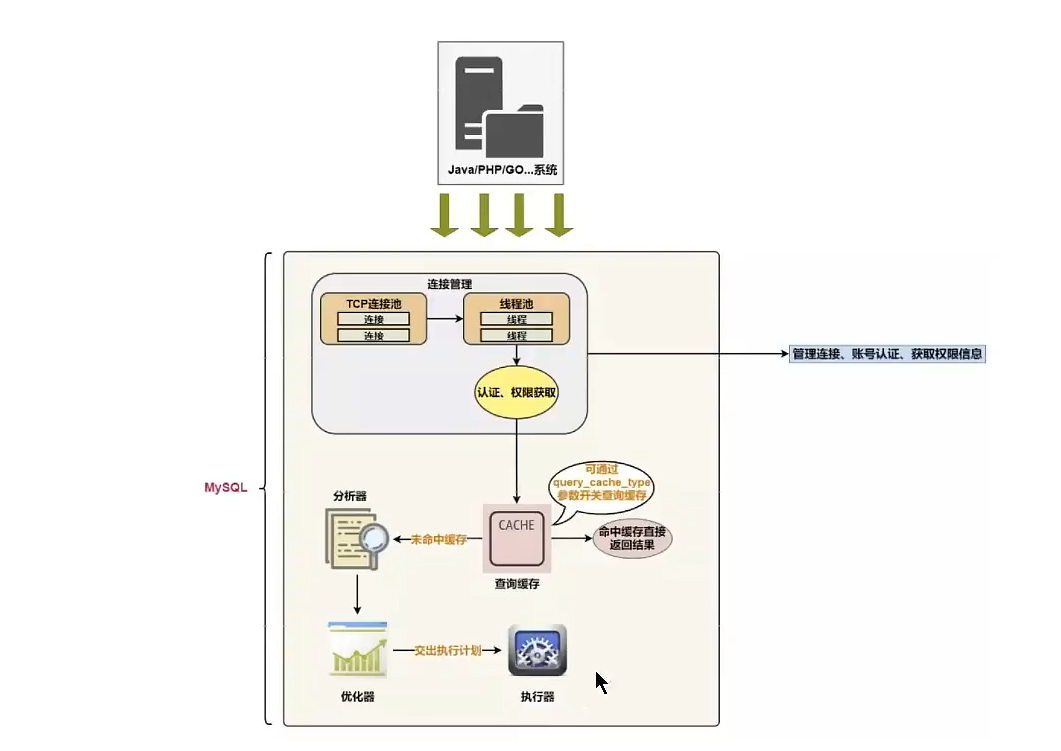 Java/PHP/GO...系统
连接管理
TCP连接池
连接
连接
线程池
线程
线程
管理连接、账号认证、获取权限信息
认证、权限获取
可通过
query_cache_type
参数开关查询缓存
MySQL
分析器
CACHE
未命中缓存
命中缓存直接
返回结果
查询缓存
交出执行计划
优化器
执行器